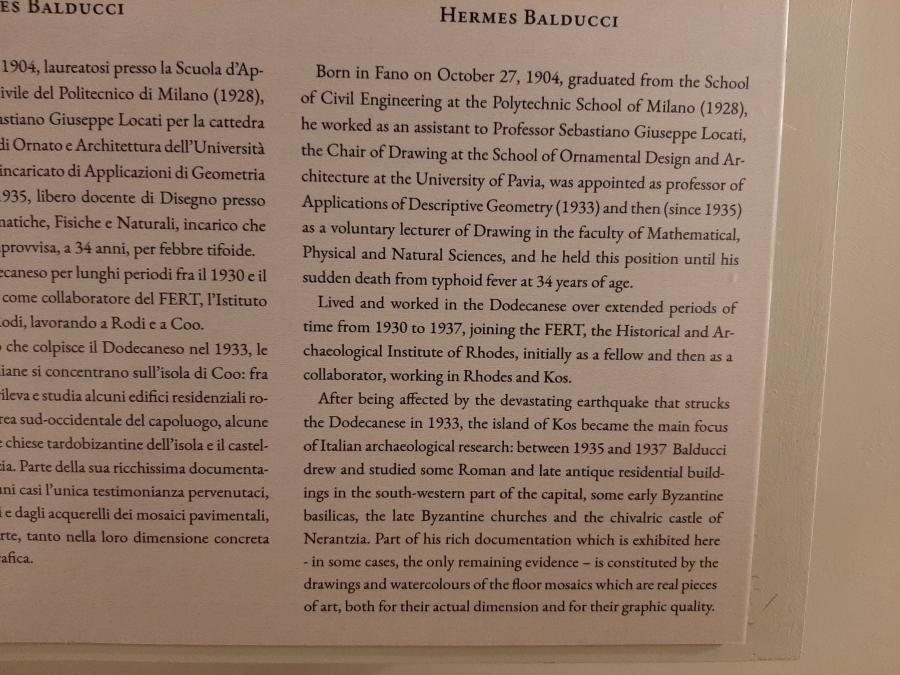 ES BALDUCCI
1904, laureatosi presso la Scuola d'Ap-
ivile del Politecnico di Milano (1928),
astiano Giuseppe Locati per la cattedra
di Ornato e Architettura dell'Università
incaricato di Applicazioni di Geometria
935, libero docente di Disegno presso
matiche, Fisiche e Naturali, incarico che
provvisa, a 34 anni, per febbre tifoide.
ecaneso per lunghi periodi fra il 1930 e il
come collaboratore del FERT, l'Istituto
odi, lavorando a Rodi e a Coo.
che colpisce il Dodecaneso nel 1933, le
iane si concentrano sull'isola di Coo: fra
rileva e studia alcuni edifici residenziali ro-
rea sud-occidentale del capoluogo, alcune
e chiese tardobizantine dell'isola e il castel-
zia. Parte della sua ricchissima documenta-
uni casi l'unica testimonianza pervenutaci,
i e dagli acquerelli dei mosaici pavimentali,
rte, tanto nella loro dimensione concreta
afica.
HERMES BALDUCCI
Born in Fano on October 27, 1904, graduated from the School
of Civil Engineering at the Polytechnic School of Milano (1928),
he worked as an assistant to Professor Sebastiano Giuseppe Locati,
the Chair of Drawing at the School of Ornamental Design and Ar-
chitecture at the University of Pavia, was appointed as professor of
Applications of Descriptive Geometry (1933) and then (since 1935)
as a voluntary lecturer of Drawing in the faculty of Mathematical,
Physical and Natural Sciences, and he held this position until his
sudden death from typhoid fever at 34 years of age.
Lived and worked in the Dodecanese over extended periods of
time from 1930 to 1937, joining the FERT, the Historical and Ar-
chaeological Institute of Rhodes, initially as a fellow and then as a
collaborator, working in Rhodes and Kos.
After being affected by the devastating earthquake that strucks
the Dodecanese in 1933, the island of Kos became the main focus
of Italian archaeological research: between 1935 and 1937 Balducci
drew and studied some Roman and late antique residential build-
ings in the south-western part of the capital, some early Byzantine
basilicas, the late Byzantine churches and the chivalric castle of
Nerantzia. Part of his rich documentation which is exhibited here
- in some cases, the only remaining evidence – is constituted by the
drawings and watercolours of the floor mosaics which are real pieces
of art, both for their actual dimension and for their graphic quality.